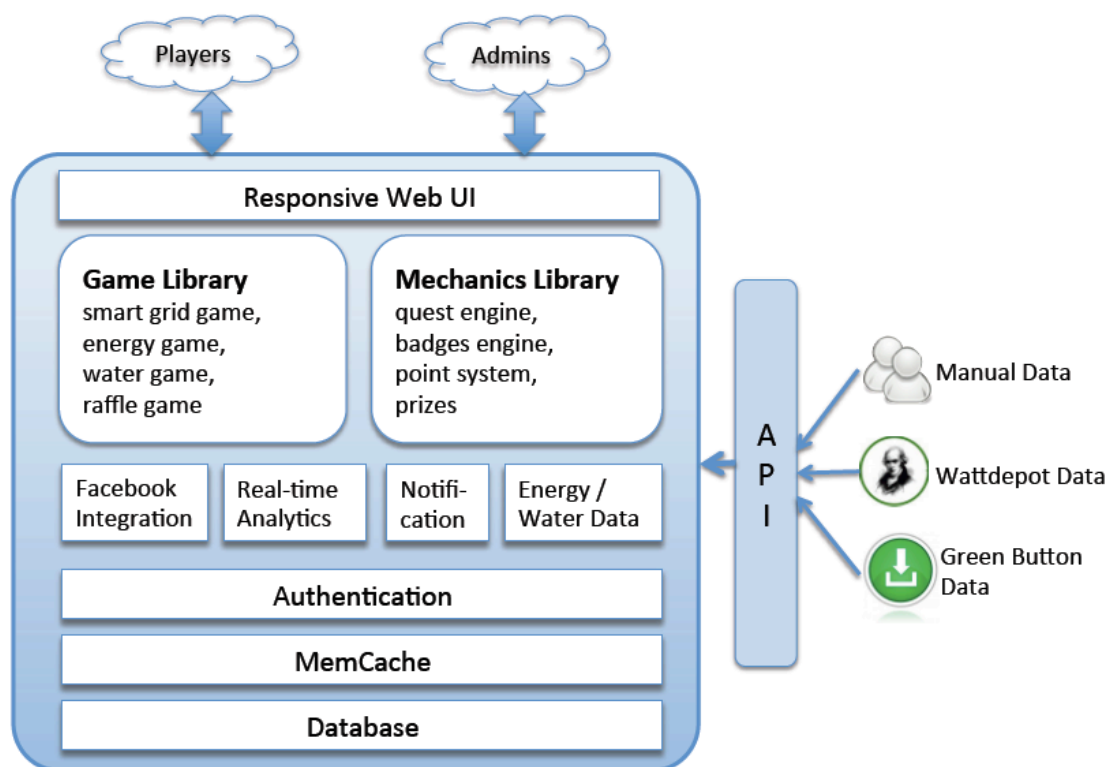 Players
Admins
Responsive Web UI
Game Library
smart grid game,
energy game,
water game,
raffle game
Mechanics Library
quest engine,
badges engine,
point system,
prizes
Facebook
Integration
Real-time
Analytics
Notifi-
cation
Energy /
Water Data
Authentication
MemCache
Database
A
P
I
Manual Data
Wattdepot Data
Green Button
Data